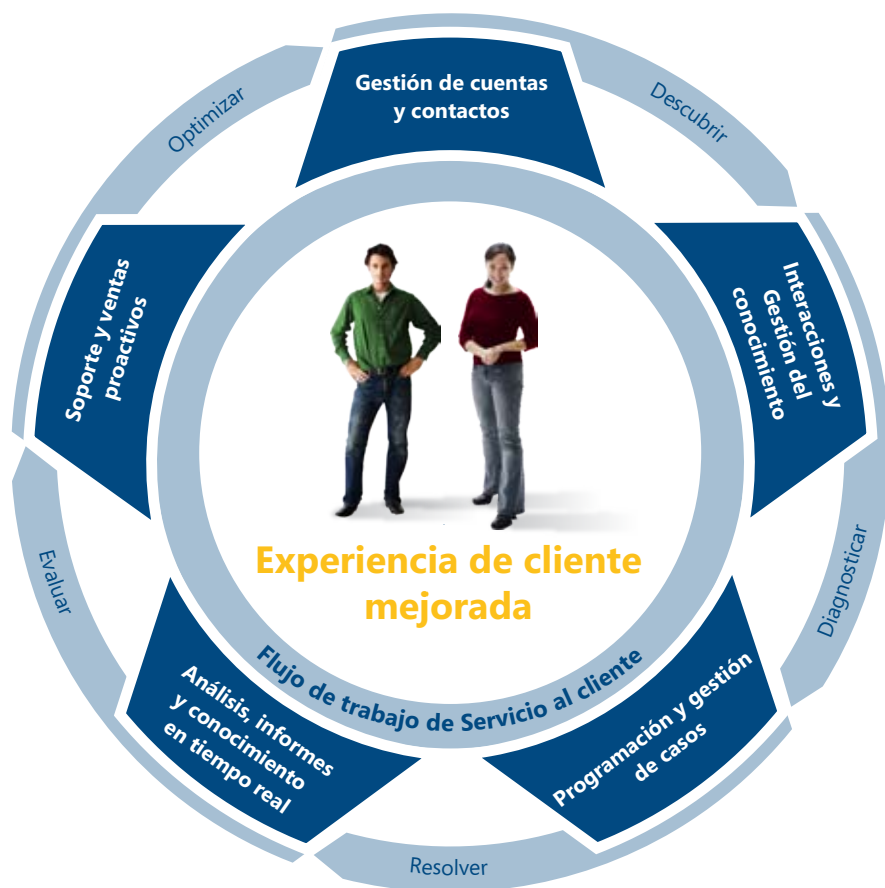 Gestión de cuentas
y contactos
Descubrir
Interacciones y
Gestión del
conocimiento
Diagnosticar
Programación y gestión
de casos
Resolver
Análisis, informes
y conocimiento
en tiempo real
Evaluar
Soporte y ventas
proactivos
Optimizar
Experiencia de cliente
mejorada
Flujo de trabajo de Servicio al cliente